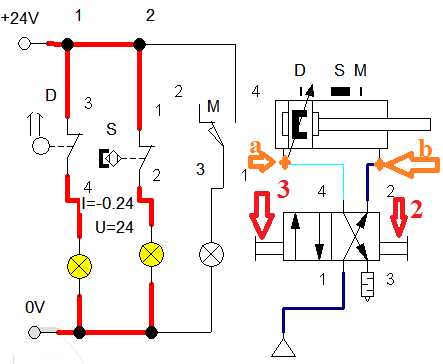 1 2
+24V
D S M
D 3 1 2 M 4
S
a b
4 2 3 1 3 4 2
I=-0.24
U=24
2
1 3
0V